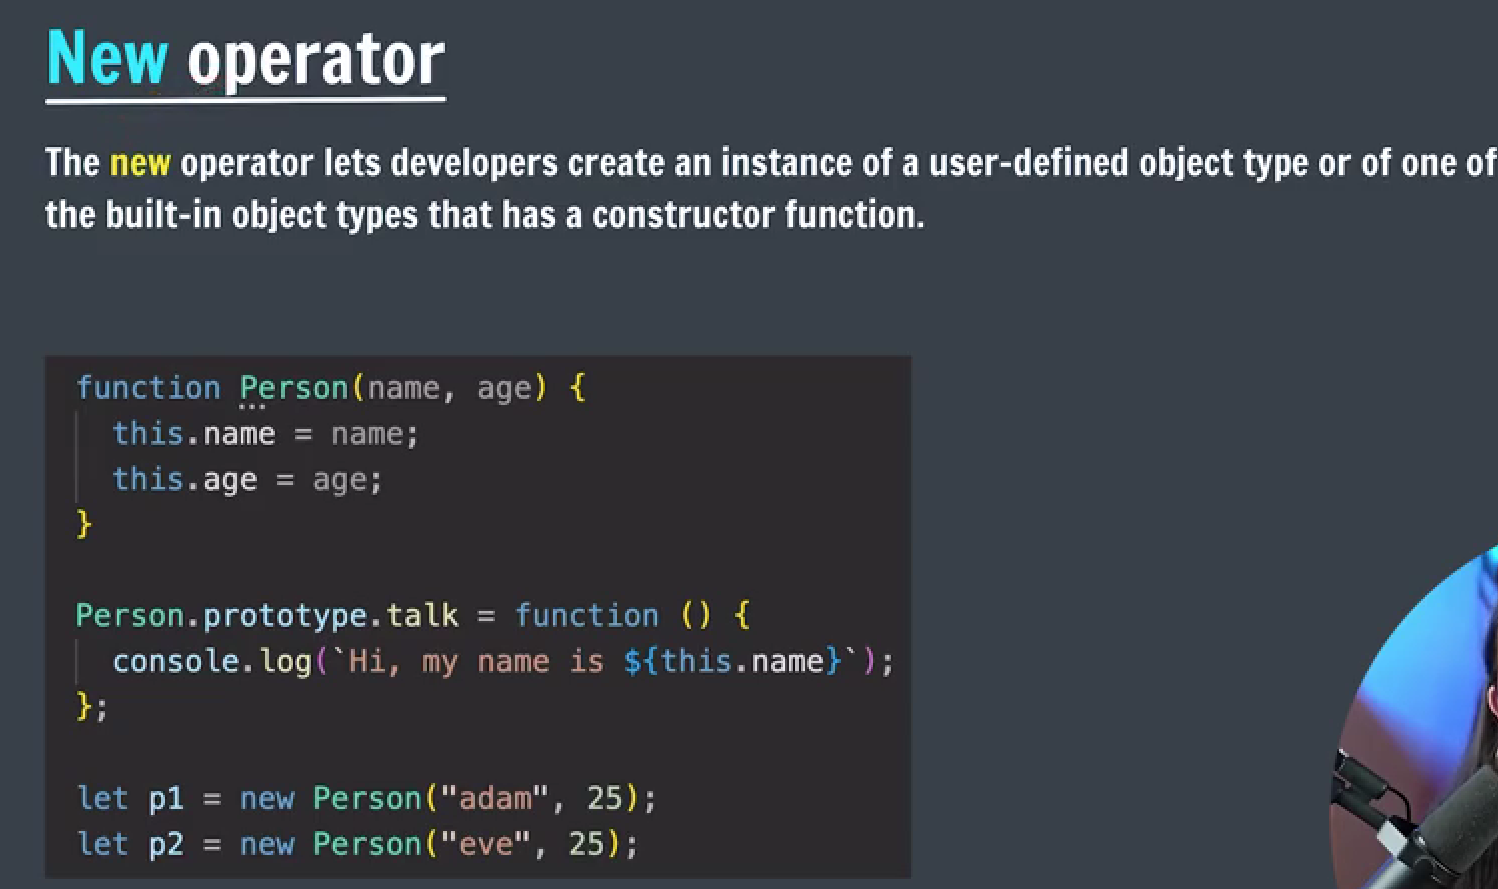 New operator
The new operator lets developers create an instance of a user-defined object type or of one of
the built-in object types that has a constructor function.
function Person(name, age) {
this.name = name;
this.age = age;
}
Person.prototype.talk = function () {
console.log(`Hi, my name is ${this.name}`);
};
let p1 = new Person("adam", 25);
let p2 = new Person("eve", 25);